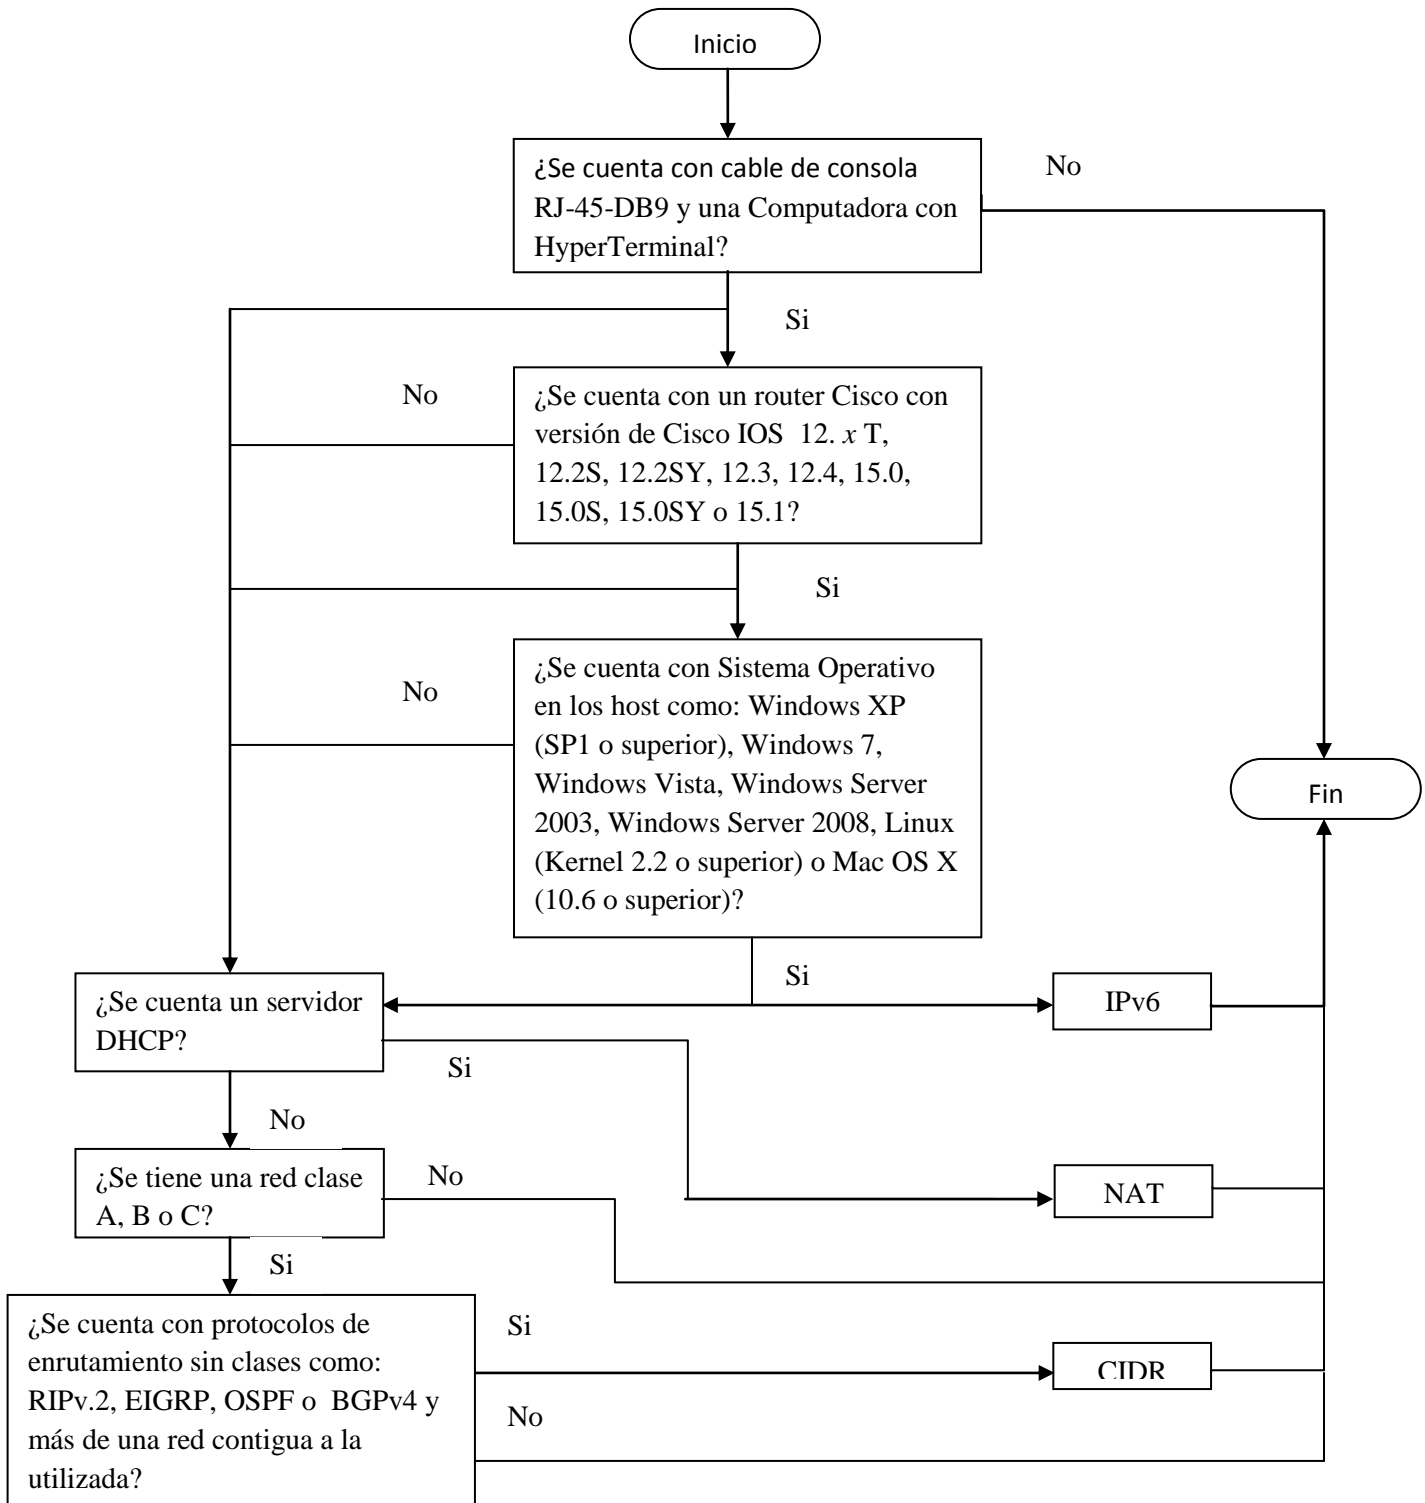 Inicio
¿Se cuenta con cable de consola
RJ-45-DB9 y una Computadora con
HyperTerminal?
No
Si
No
¿Se cuenta con un router Cisco con
versión de Cisco IOS 12. x T,
12.2S, 12.2SY, 12.3, 12.4, 15.0,
15.0S, 15.0SY o 15.1?
Si
No
¿Se cuenta con Sistema Operativo
en los host como: Windows XP
(SP1 o superior), Windows 7,
Windows Vista, Windows Server
2003, Windows Server 2008, Linux
(Kernel 2.2 o superior) o Mac OS X
(10.6 o superior)?
Fin
Si
¿Se cuenta un servidor
DHCP?
IPv6
Si
No
¿Se tiene una red clase
A, B o C?
No
NAT
Si
¿Se cuenta con protocolos de
enrutamiento sin clases como:
RIPv.2, EIGRP, OSPF o BGPv4 y
más de una red contigua a la
utilizada?
Si
CIDR
No